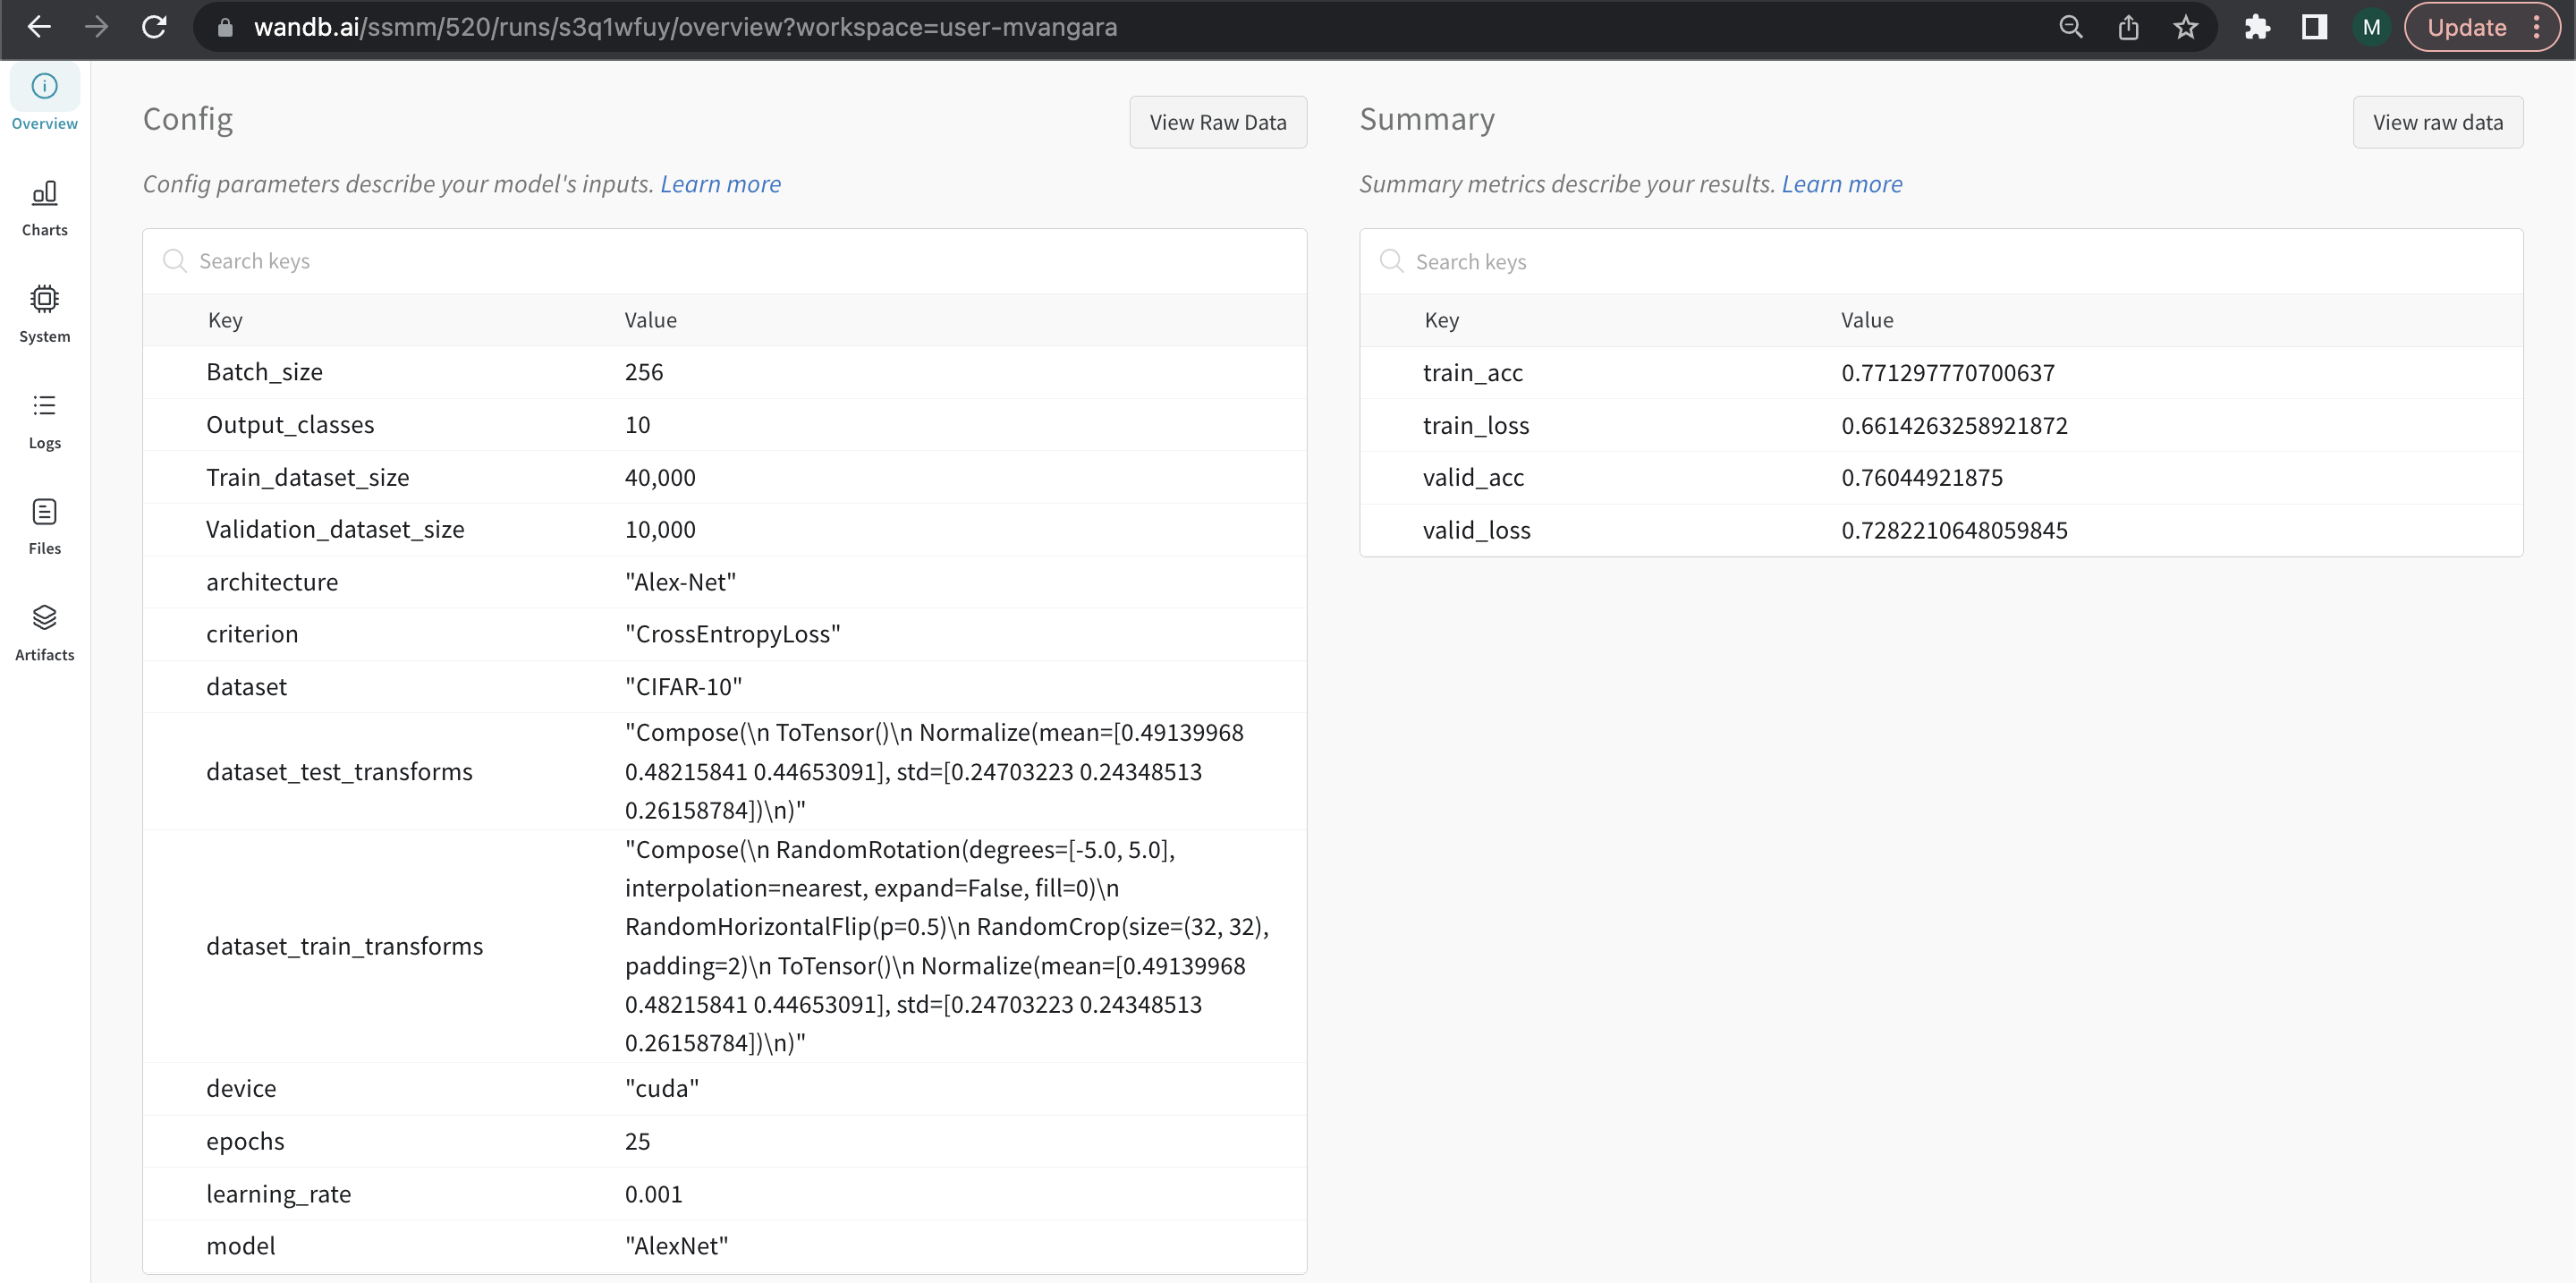 wandb.ai/ssmm/520/runs/s3q1wfuy/overview?workspace=user-mvangara
M
Update
Overview
Charts
System
Logs
Files
Artifacts
Config
View Raw Data
Config parameters describe your model's inputs. Learn more
Search keys
Key Value
Batch_size 256
Output_classes 10
Train_dataset_size 40,000
Validation_dataset_size 10,000
architecture "Alex-Net"
criterion "CrossEntropyLoss"
dataset "CIFAR-10"
dataset_test_transforms
"Compose(\n ToTensor()\n Normalize(mean=[0.49139968
0.48215841 0.44653091], std=[0.24703223 0.24348513
0.26158784])\n)"
dataset_train_transforms
"Compose(\n RandomRotation(degrees=[-5.0, 5.0],
interpolation=nearest, expand=False, fill=0)\n
RandomHorizontalFlip(p=0.5)\n RandomCrop(size=(32, 32),
padding=2)\n ToTensor()\n Normalize(mean=[0.49139968
0.48215841 0.44653091], std=[0.24703223 0.24348513
0.26158784])\n)"
device "cuda"
epochs 25
learning_rate 0.001
model "AlexNet"
Summary
View raw data
Summary metrics describe your results. Learn more
Search keys
Key Value
train_acc 0.771297770700637
train_loss 0.6614263258921872
valid_acc 0.76044921875
valid_loss 0.7282210648059845